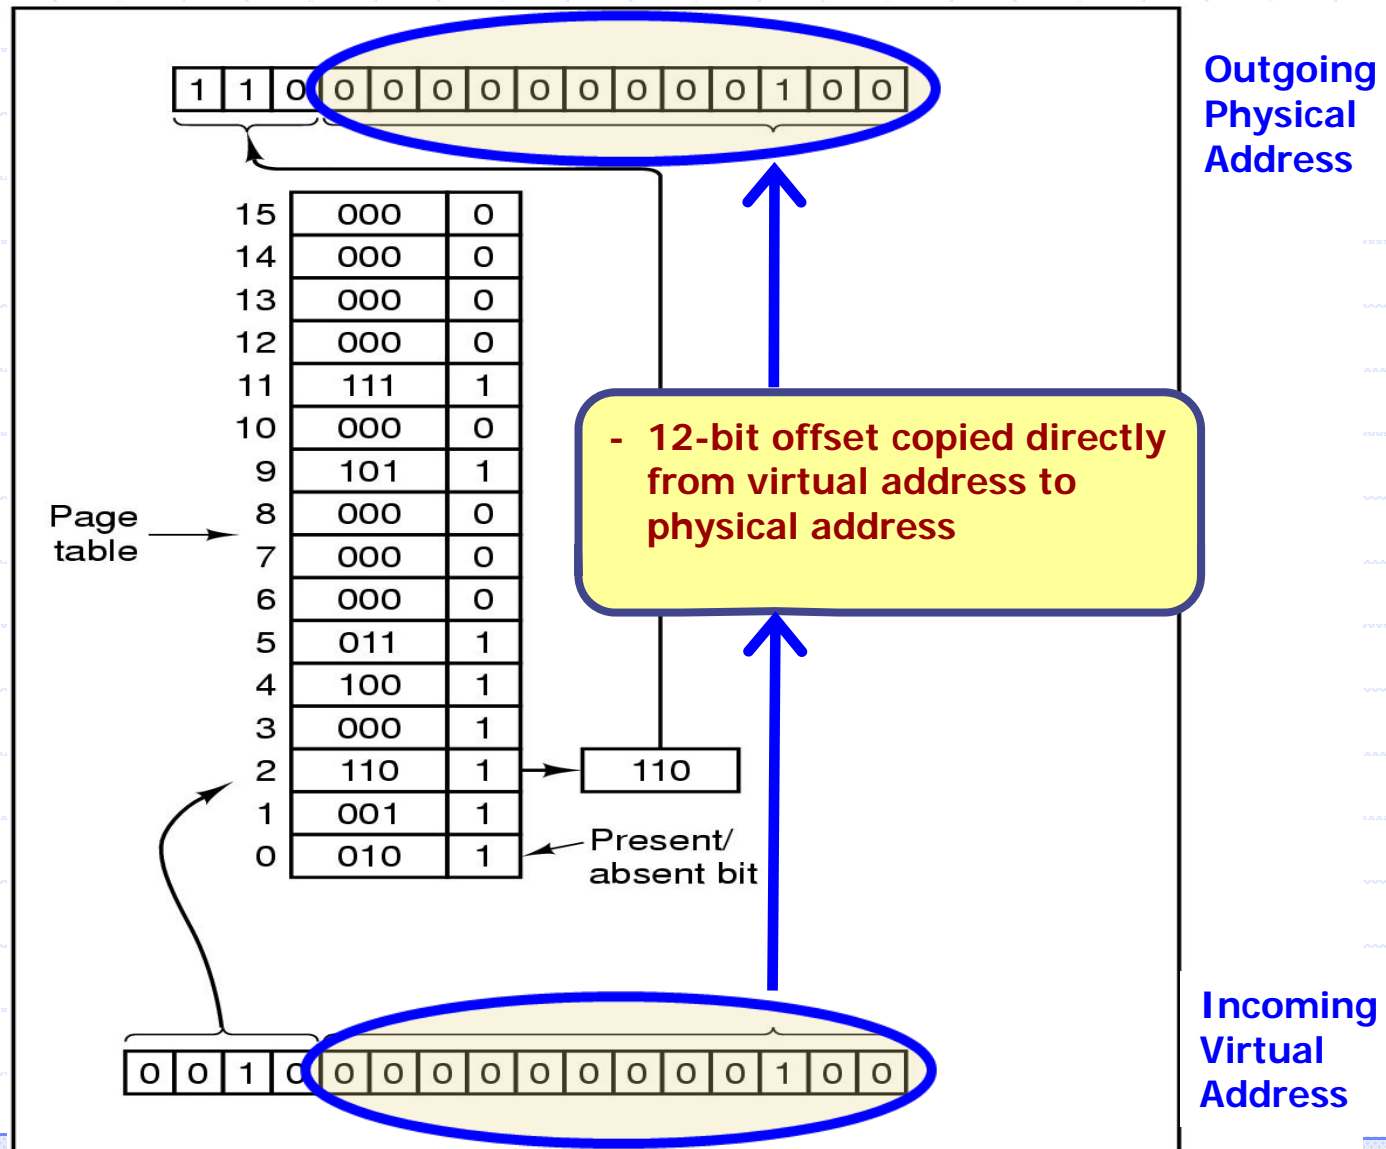 1 1 0 0 0 0 0 0 0 0 0 0 1 0 0
Outgoing
Physical
Address
15 000 0
14 000 0
13 000 0
12 000 0
11 111 1
10 000 0
9 101 1
8 000 0
7 000 0
6 000 0
5 011 1
4 100 1
3 000 1
2 110 1
1 001 1
0 010 1
Page
table
110
Present/
absent bit
- 12-bit offset copied directly
from virtual address to
physical address
0 0 1 0 0 0 0 0 0 0 0 0 0 1 0 0
Incoming
Virtual
Address